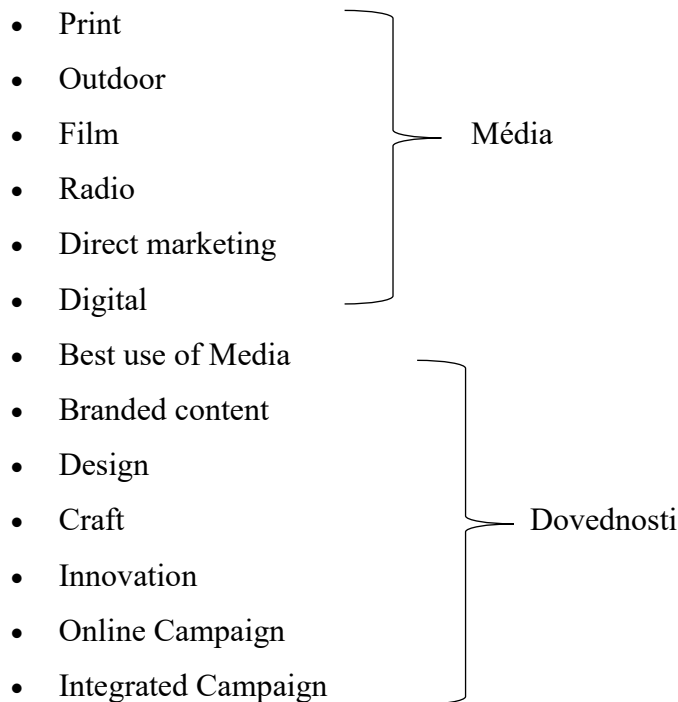 • Print
• Outdoor
• Film Média
• Radio
• Direct marketing
• Digital
• Best use of Media
• Branded content
• Design
• Craft Dovednosti
• Innovation
• Online Campaign
• Integrated Campaign